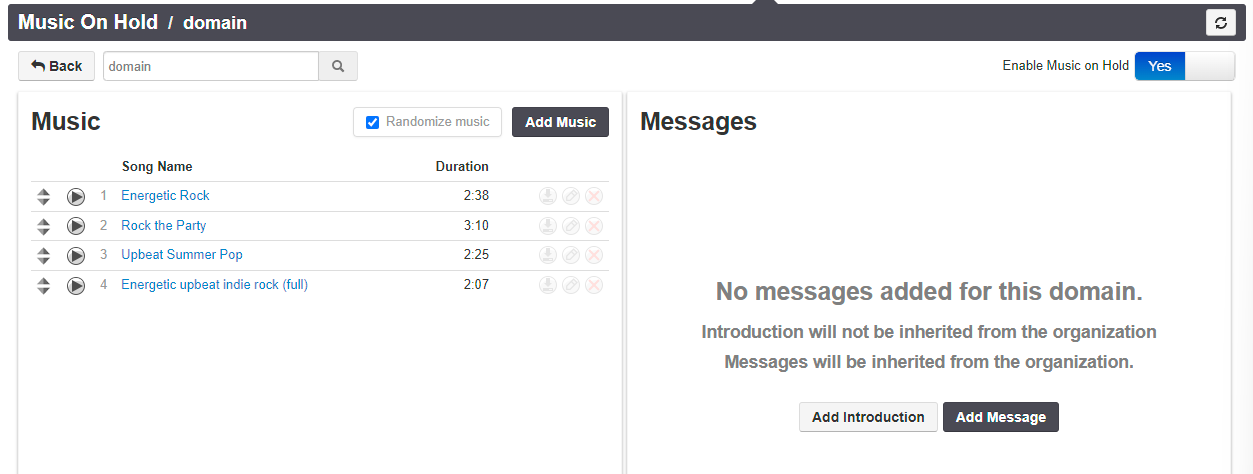 Music On Hold / domain
Back
domain
Enable Music on Hold Yes
Music
Randomize music
Add Music
Song Name Duration
1 Energetic Rock 2:38
2 Rock the Party 3:10
3 Upbeat Summer Pop 2:25
4 Energetic upbeat indie rock (full) 2:07
Messages
No messages added for this domain.
Introduction will not be inherited from the organization
Messages will be inherited from the organization.
Add Introduction
Add Message